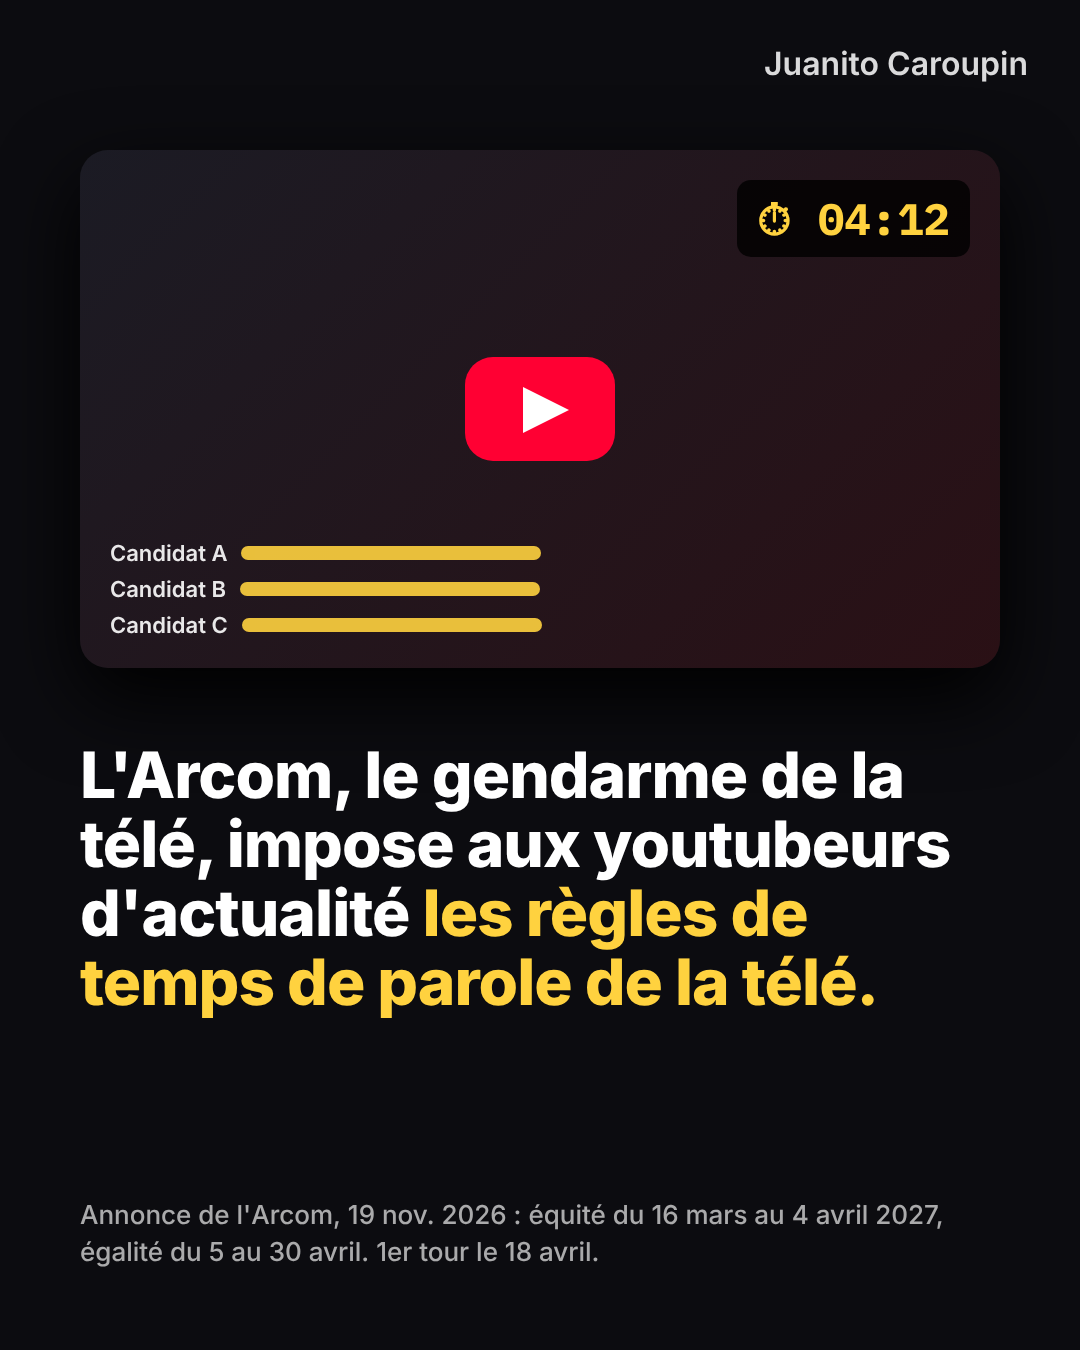 Juanito Caroupin
⏱ 04:12
Candidat A
Candidat B
Candidat C
L'Arcom, le gendarme de la
télé, impose aux youtubeurs
d'actualité les règles de
temps de parole de la télé.
Annonce de l'Arcom, 19 nov. 2026 : équité du 16 mars au 4 avril 2027,
égalité du 5 au 30 avril. 1er tour le 18 avril.